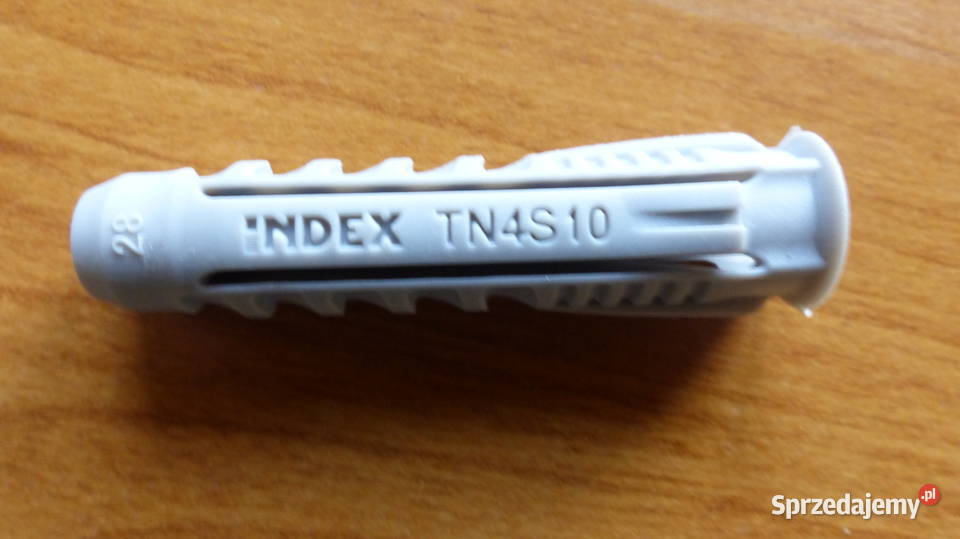 28
INDEX TN4S10
Sprzedajemy.pl